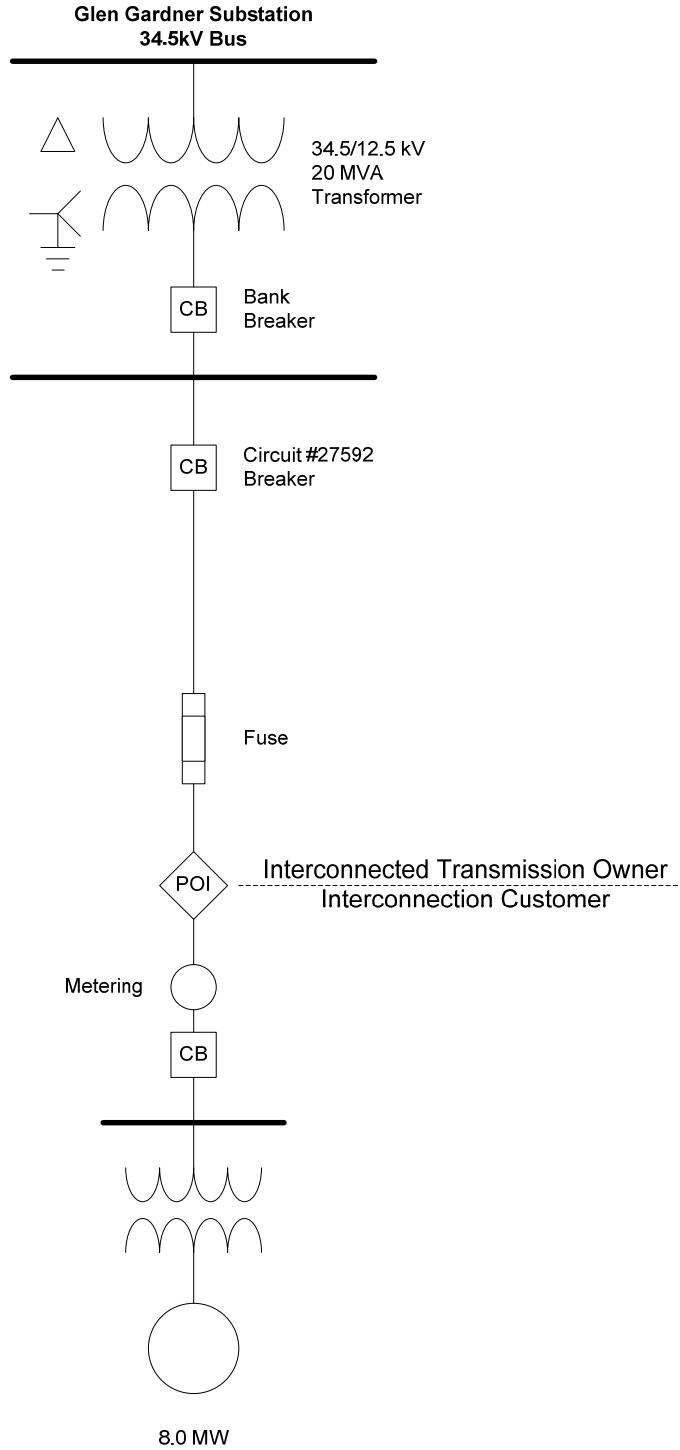 Glen Gardner Substation
34.5kV Bus
34.5/12.5 kV
20 MVA
Transformer
CB
Bank
Breaker
CB
Circuit #27592
Breaker
Fuse
POI
Interconnected Transmission Owner
Interconnection Customer
Metering
CB
8.0 MW